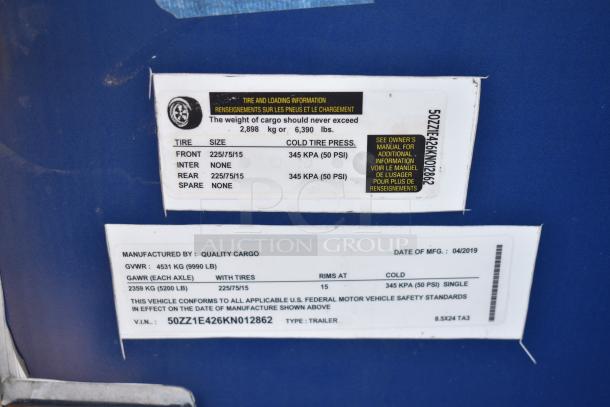 TIRE AND LOADING INFORMATION
RENSEIGNEMENTS SUR LES PNEUS ET LE CHARGEMENT
The weight of cargo should never exceed
2,898 kg or 6,390 lbs.
TIRE SIZE COLD TIRE PRESS.
FRONT 225/75/15 345 KPA (50 PSI)
INTER NONE
REAR 225/75/15 345 KPA (50 PSI)
SPARE NONE
SEE OWNER'S
MANUAL FOR
ADDITIONAL
INFORMATION
VOIR LE MANUEL
DE L'USAGER
POUR PLUS DE
RENSEIGNEMENTS
50ZZ1E426KN012862
PCI
AUCTION GROUP
MANUFACTURED BY : QUALITY CARGO DATE OF MFG. : 04/2019
GVWR : 4531 KG (9990 LB)
GAWR (EACH AXLE) WITH TIRES RIMS AT COLD
2359 KG (5200 LB) 225/75/15 15 345 KPA (50 PSI) SINGLE
THIS VEHICLE CONFORMS TO ALL APPLICABLE U.S. FEDERAL MOTOR VEHICLE SAFETY STANDARDS
IN EFFECT ON THE DATE OF MANUFACTURE SHOWN ABOVE
V.I.N.: 50ZZ1E426KN012862 TYPE : TRAILER 8.5X24 TA3